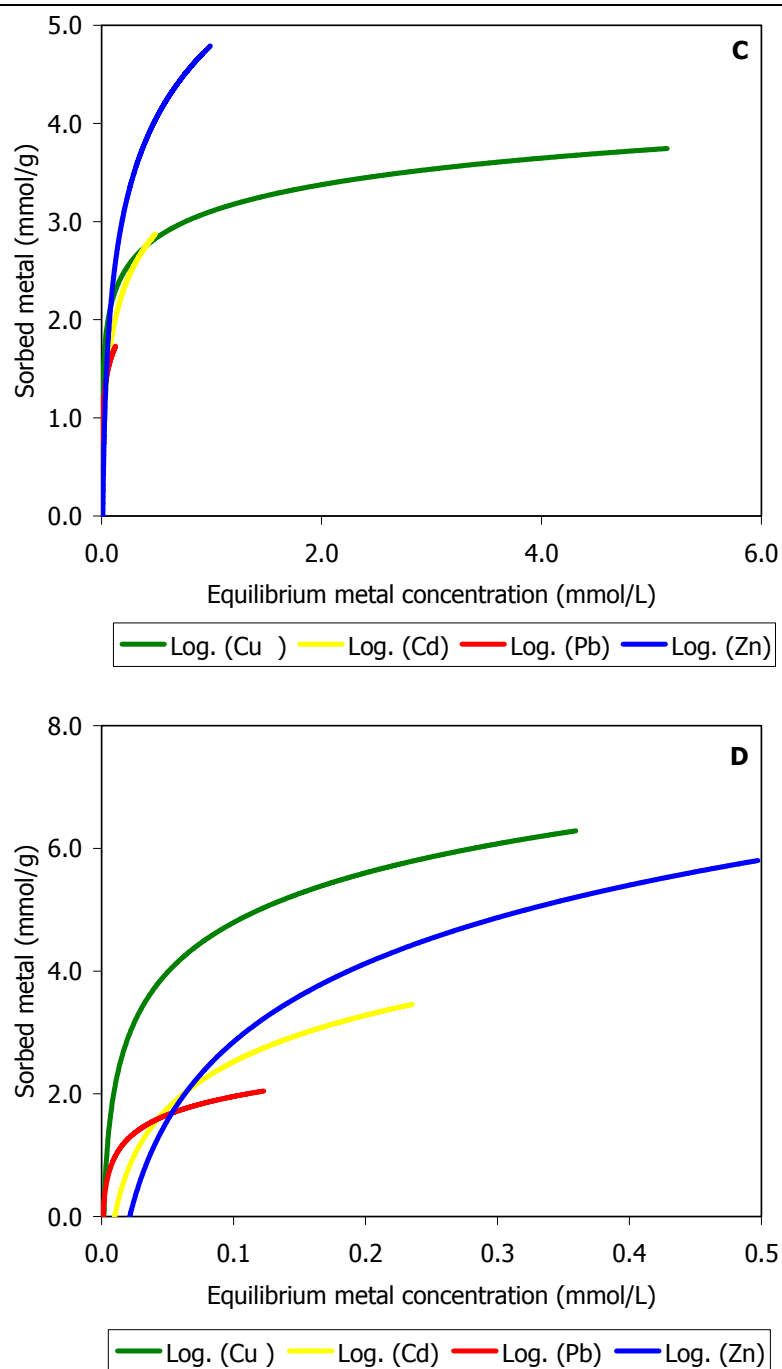 C
5.0
4.0
3.0
2.0
1.0
0.0
Sorbed metal (mmol/g)
0.0 2.0 4.0 6.0
Equilibrium metal concentration (mmol/L)
Log. (Cu ) Log. (Cd) Log. (Pb) Log. (Zn)
D
8.0
6.0
4.0
2.0
0.0
Sorbed metal (mmol/g)
0.0 0.1 0.2 0.3 0.4 0.5
Equilibrium metal concentration (mmol/L)
Log. (Cu ) Log. (Cd) Log. (Pb) Log. (Zn)